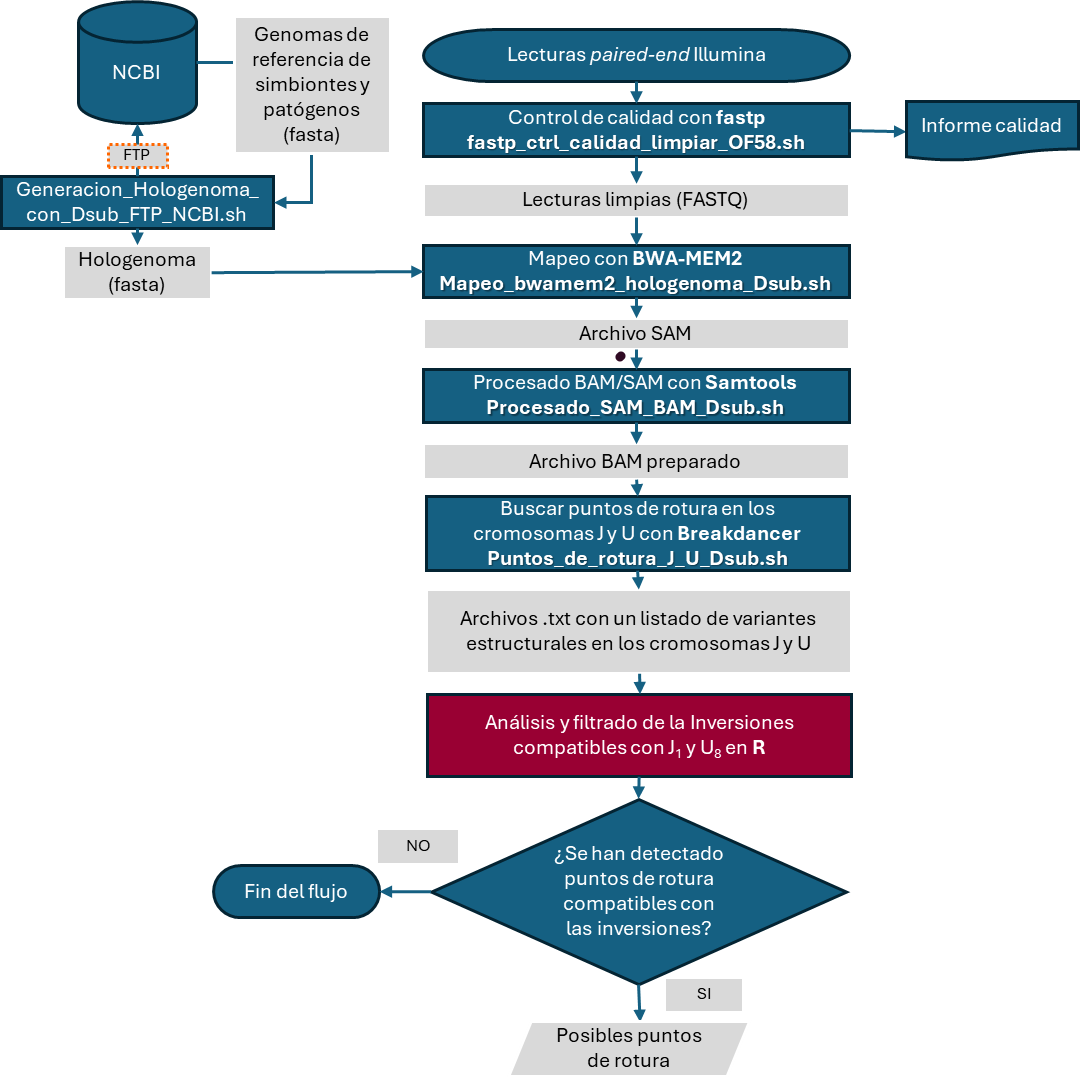 NCBI
Genomas de
referencia de
simbiontes y
patógenos
(fasta)
FTP
Generacion_Hologenoma_
con_Dsub_FTP_NCBI.sh
Hologenoma
(fasta)
Lecturas paired-end Illumina
Control de calidad con fastp
fastp_ctrl_calidad_limpiar_OF58.sh
Informe calidad
Lecturas limpias (FASTQ)
Mapeo con BWA-MEM2
Mapeo_bwamem2_hologenoma_Dsub.sh
Archivo SAM
Procesado BAM/SAM con Samtools
Procesado_SAM_BAM_Dsub.sh
Archivo BAM preparado
Buscar puntos de rotura en los
cromosomas J y U con Breakdancer
Puntos_de_rotura_J_U_Dsub.sh
Archivos .txt con un listado de variantes
estructurales en los cromosomas J y U
Análisis y filtrado de la Inversiones
compatibles con J₁ y U₈ en R
¿Se han detectado
puntos de rotura
compatibles con
las inversiones?
NO
Fin del flujo
SI
Posibles puntos
de rotura